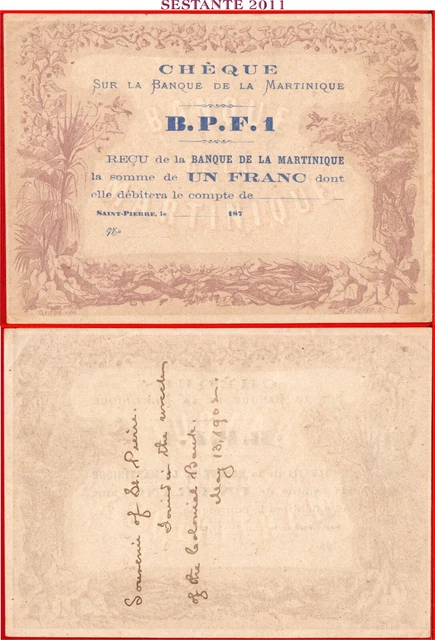 SESTANTE 2011
CHÈQUE
SUR LA BANQUE DE LA MARTINIQUE
B.P.F.1
REÇU de la BANQUE DE LA MARTINIQUE
la somme de UN FRANC dont
elle débitera le compte de
SAINT-PIERRE, le 187
No
Souvenir of St. Pierre.
Found in the wreckes
of the Colonial Bank.
May 13, 1902.